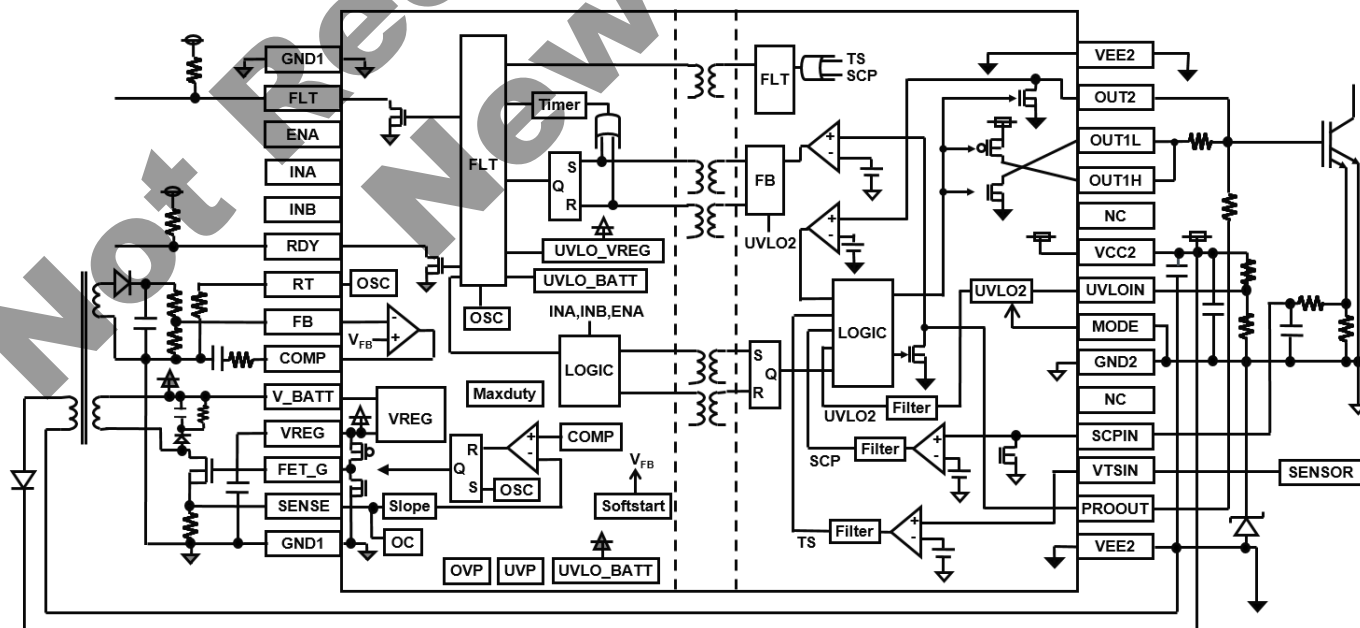 Not Re
New
GND1
FLT
ENA
INA
INB
RDY
RT
FB
COMP
V_BATT
VREG
FET_G
SENSE
GND1
OSC
VFB
-
+
VREG
Slope
OC
FLT
Timer
S
Q
R
UVLO_VREG
UVLO_BATT
OSC
INA,INB,ENA
LOGIC
Maxduty
R
Q
S
COMP
OSC
VFB
Softstart
OVP
UVP
UVLO_BATT
FLT
TS
SCP
FB
UVLO2
+
-
+
-
LOGIC
S
Q
R
UVLO2
Filter
UVLO2
SCP
Filter
+
-
TS
Filter
+
-
+
-
VEE2
OUT2
OUT1L
OUT1H
NC
VCC2
UVLOIN
MODE
GND2
NC
SCPIN
VTSIN
PROOUT
VEE2
SENSOR